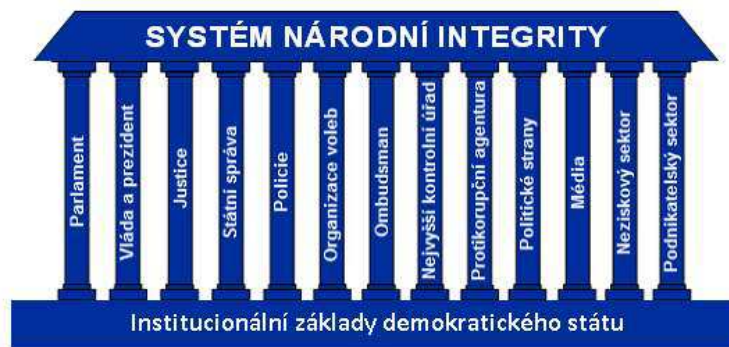 SYSTÉM NÁRODNÍ INTEGRITY
Parlament
Vláda a prezident
Justice
Státní správa
Policie
Organizace voleb
Ombudsman
Nejvyšší kontrolní úřad
Protikorupční agentura
Politické strany
Média
Neziskový sektor
Podnikatelský sektor
Institucionální základy demokratického státu